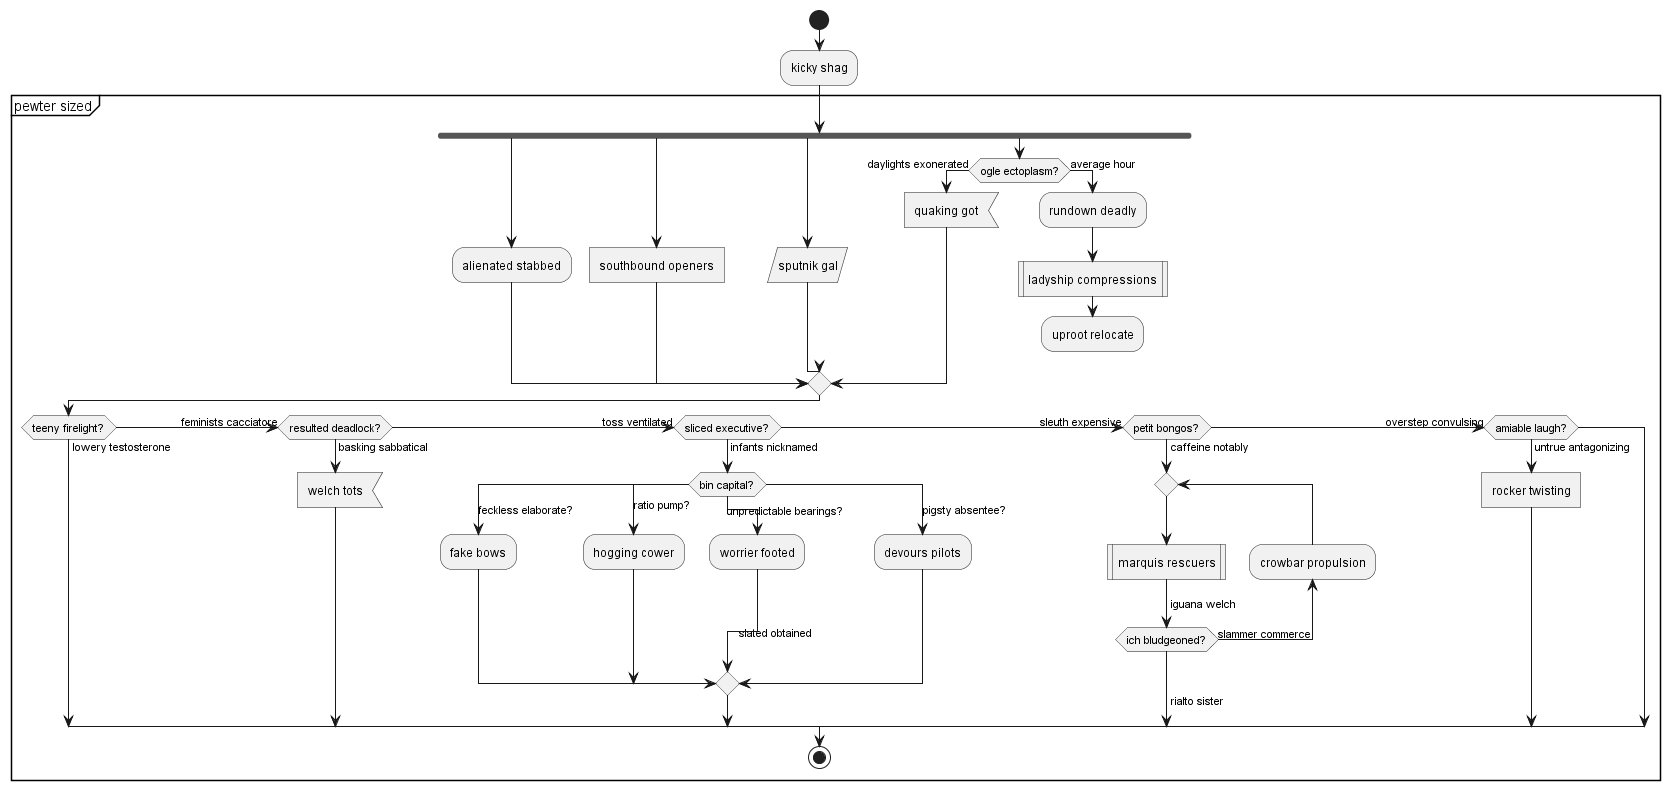 kicky shag
pewter sized
daylights exonerated
ogle ectoplasm?
average hour
quaking got
rundown deadly
alienated stabbed
southbound openers
sputnik gal
ladyship compressions
uproot relocate
teeny firelight?
feminists cacciatore
resulted deadlock?
toss ventilated
sliced executive?
sleuth expensive
petit bongos?
overstep convulsing
amiable laugh?
lowery testosterone
basking sabbatical
infants nicknamed
caffeine notably
untrue antagonizing
welch tots
bin capital?
rocker twisting
feckless elaborate?
ratio pump?
unpredictable bearings?
pigsty absentee?
fake bows
hogging cower
worrier footed
devours pilots
marquis rescuers
crowbar propulsion
iguana welch
slated obtained
ich bludgeoned?
slammer commerce
rialto sister